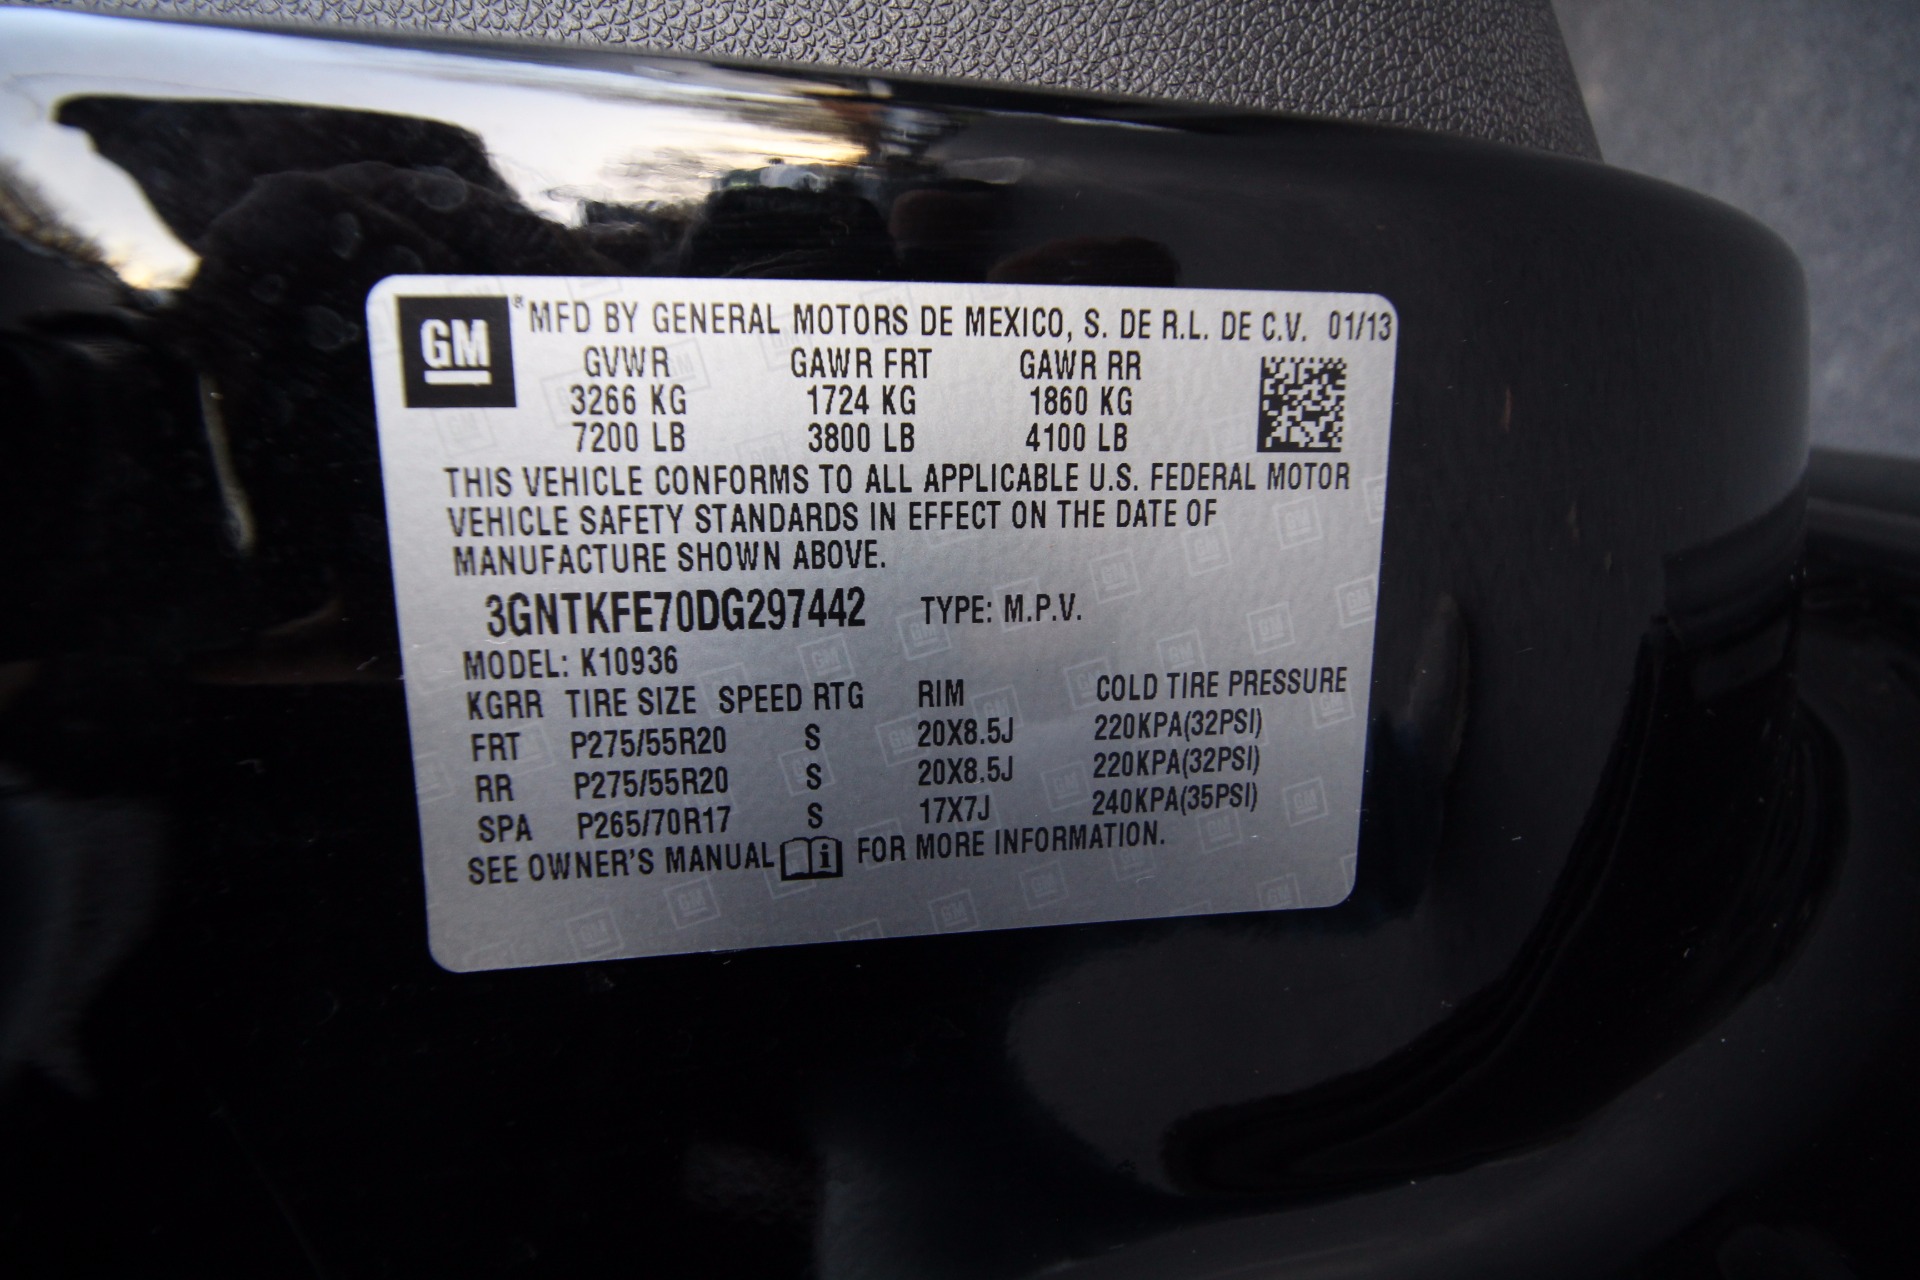 GM ® MFD BY GENERAL MOTORS DE MEXICO, S. DE R.L. DE C.V. 01/13
GVWR GAWR FRT GAWR RR
3266 KG 1724 KG 1860 KG
7200 LB 3800 LB 4100 LB
THIS VEHICLE CONFORMS TO ALL APPLICABLE U.S. FEDERAL MOTOR
VEHICLE SAFETY STANDARDS IN EFFECT ON THE DATE OF
MANUFACTURE SHOWN ABOVE.
3GNTKFE70DG297442 TYPE: M.P.V.
MODEL: K10936
KGRR TIRE SIZE SPEED RTG RIM COLD TIRE PRESSURE
FRT P275/55R20 S 20X8.5J 220KPA(32PSI)
RR P275/55R20 S 20X8.5J 220KPA(32PSI)
SPA P265/70R17 S 17X7J 240KPA(35PSI)
SEE OWNER'S MANUAL i FOR MORE INFORMATION.